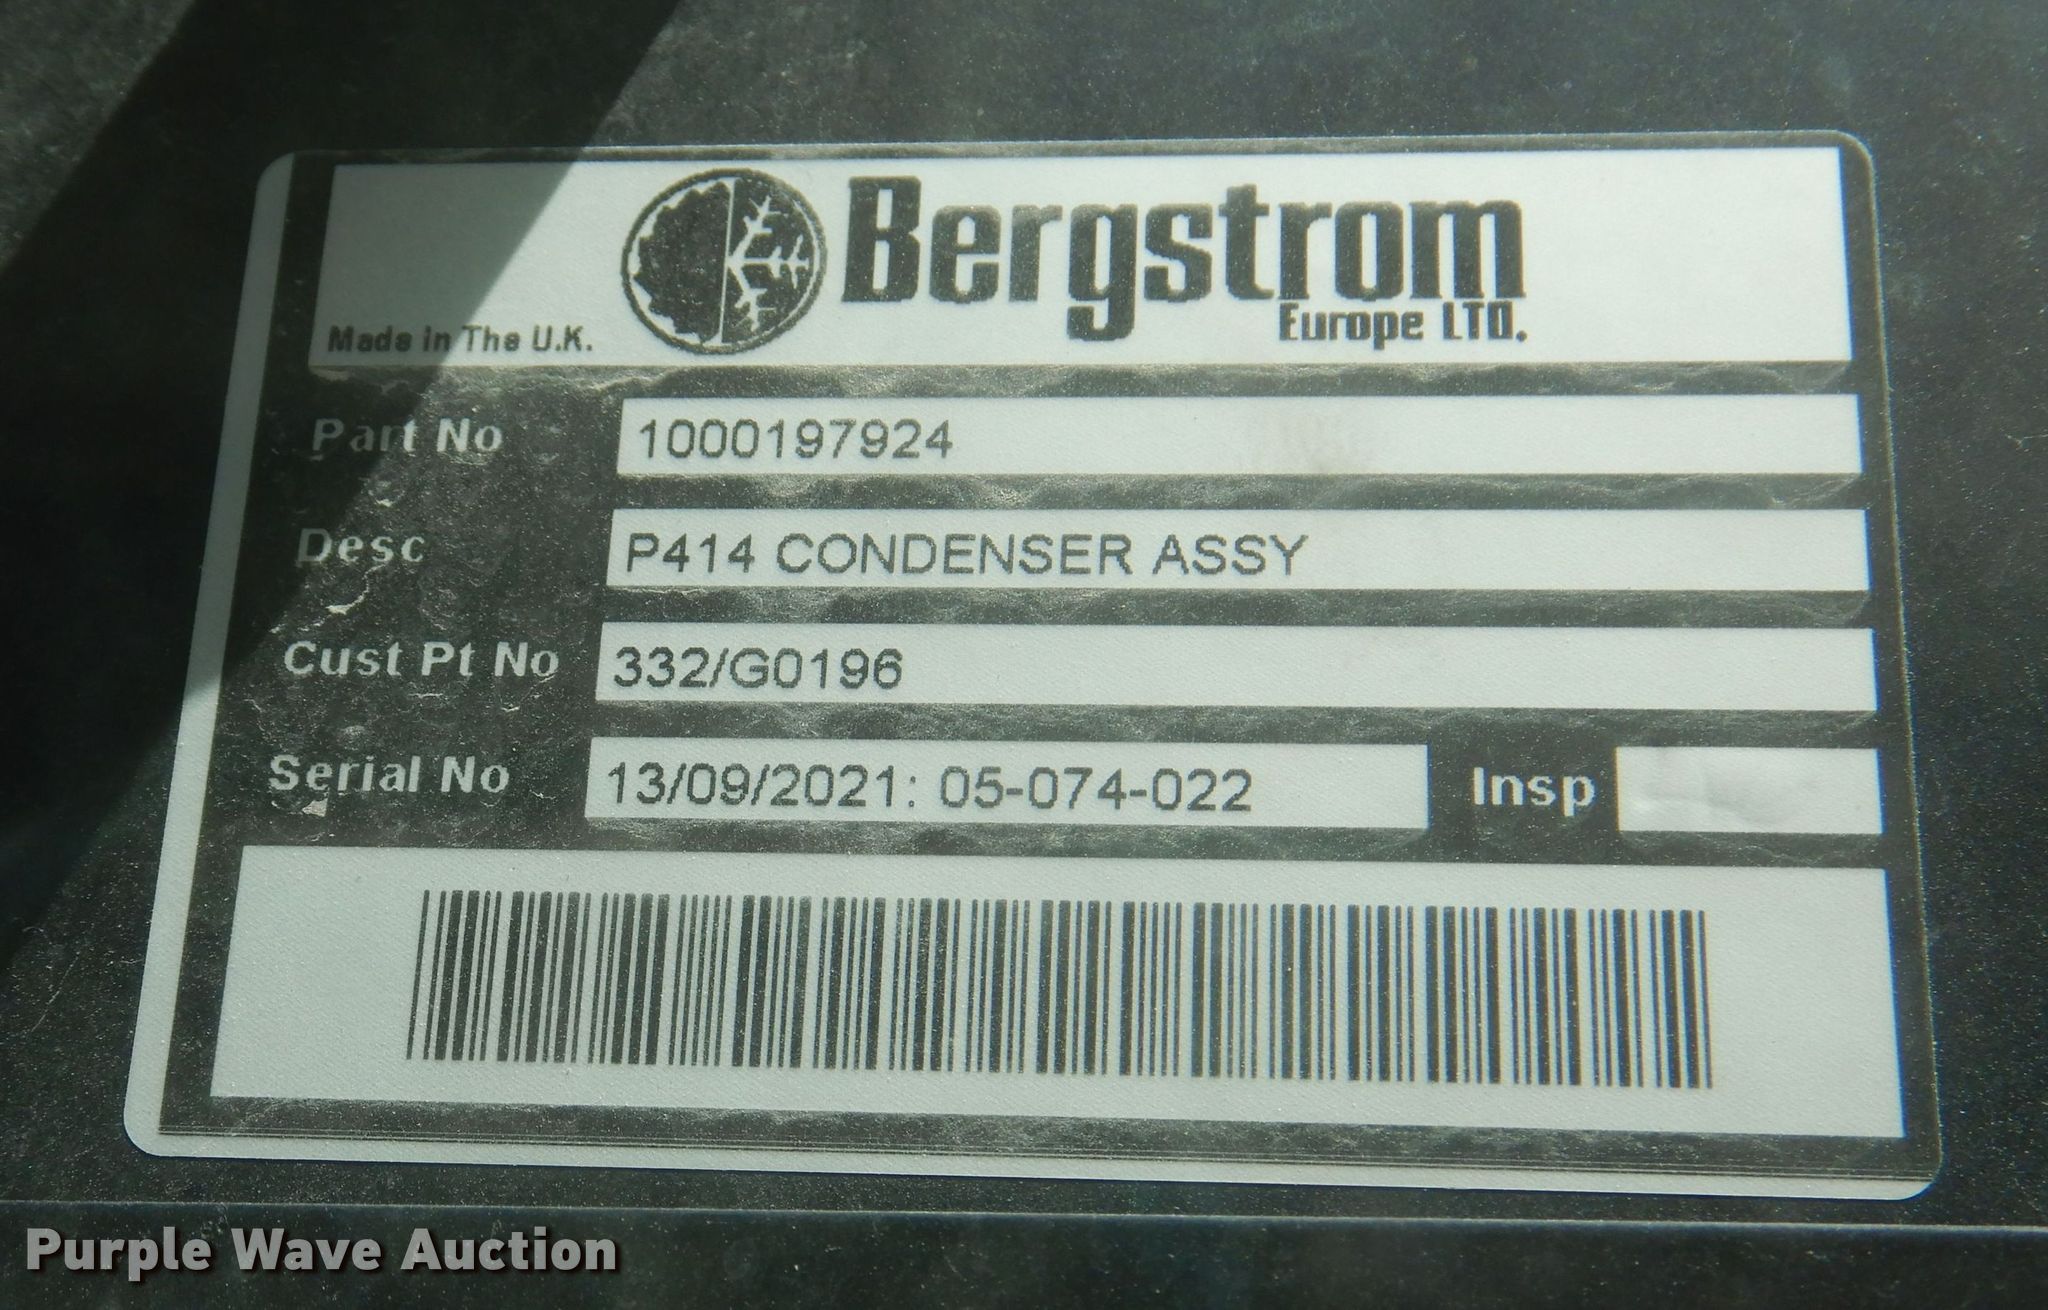 Bergstrom
Europe LTD.
Made in The U.K.
Part No 1000197924
Desc P414 CONDENSER ASSY
Cust Pt No 332/G0196
Serial No 13/09/2021: 05-074-022 Insp
Purple Wave Auction